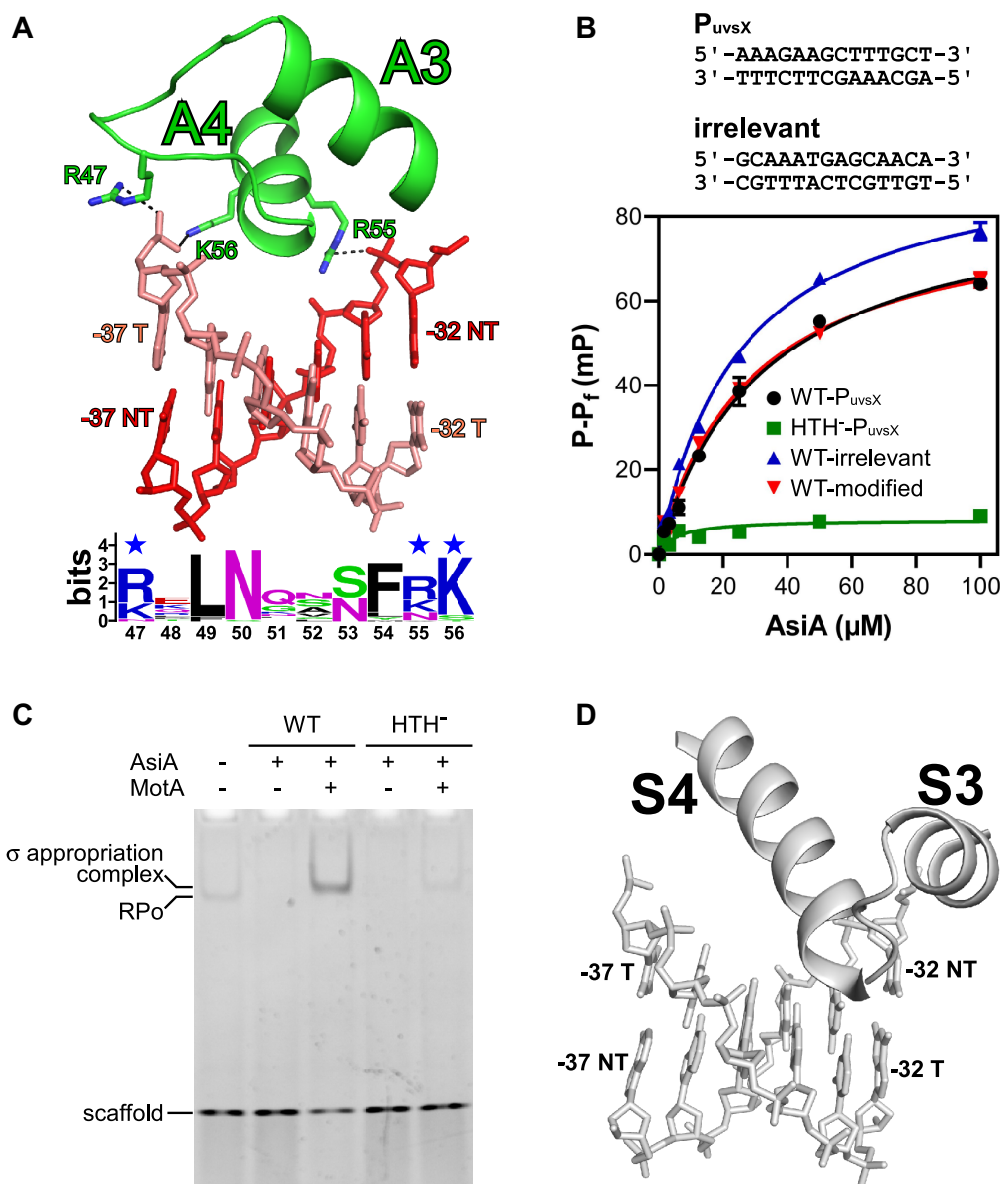 A
A3
A4
R47
K56
R55
-37 T
-32 NT
-37 NT
-32 T
bits
4
3
2
1
0
R K L N Q N S N F R K N
47 48 49 50 51 52 53 54 55 56
B
PuvsX
5'-AAAGAAGCTTTGCT-3'
3'-TTTCTTCGAAACGA-5'
irrelevant
5'-GCAAATGAGCAACA-3'
3'-CGTTTACTCGTTGT-5'
80
60
40
20
0
P-Pf (mP)
WT-PuvsX
HTH⁻-PuvsX
WT-irrelevant
WT-modified
0 20 40 60 80 100
AsiA (µM)
C
WT HTH⁻
AsiA - + + + +
MotA - - + - +
σ appropriation
complex
RPo
scaffold
D
S4
S3
-37 T
-32 NT
-37 NT
-32 T